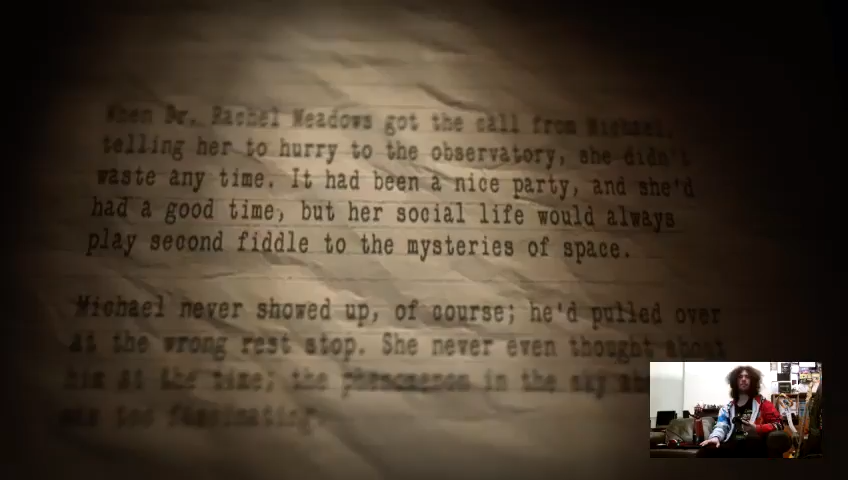 When Dr. Rachel Meadows got the call from Michael,
telling her to hurry to the observatory, she didn't
waste any time. It had been a nice party, and she'd
had a good time, but her social life would always
play second fiddle to the mysteries of space.
Michael never showed up, of course; he'd pulled over
at the wrong rest stop. She never even thought about
him at the time; the phenomenon in the sky
was too fascinating.